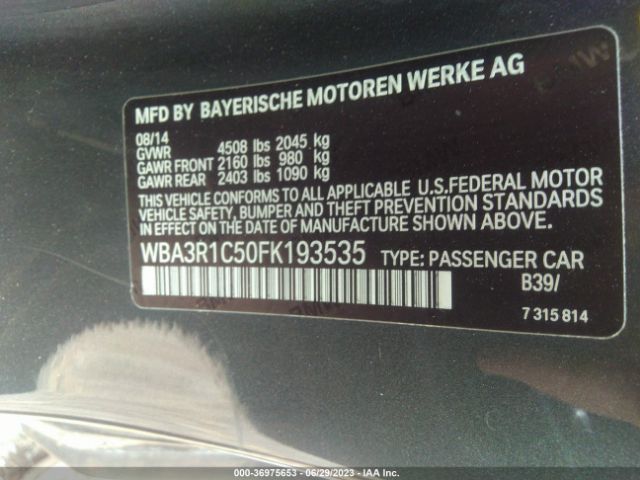 MFD BY BAYERISCHE MOTOREN WERKE AG
08/14
GVWR 4508 lbs 2045 kg
GAWR FRONT 2160 lbs 980 kg
GAWR REAR 2403 lbs 1090 kg
THIS VEHICLE CONFORMS TO ALL APPLICABLE U.S.FEDERAL MOTOR
VEHICLE SAFETY, BUMPER AND THEFT PREVENTION STANDARDS
IN EFFECT ON THE DATE OF MANUFACTURE SHOWN ABOVE.
WBA3R1C50FK193535 TYPE: PASSENGER CAR
B39/
7 315 814
000-36975653 - 06/29/2023 - IAA Inc.